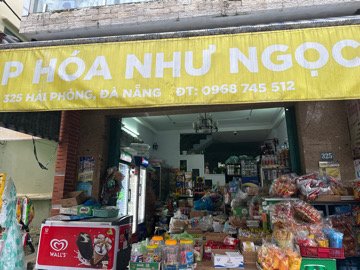 P HÓA NHƯ NGỌC
325 HẢI PHÒNG, ĐÀ NẴNG ĐT: 0968 745 512
325
WALL'S